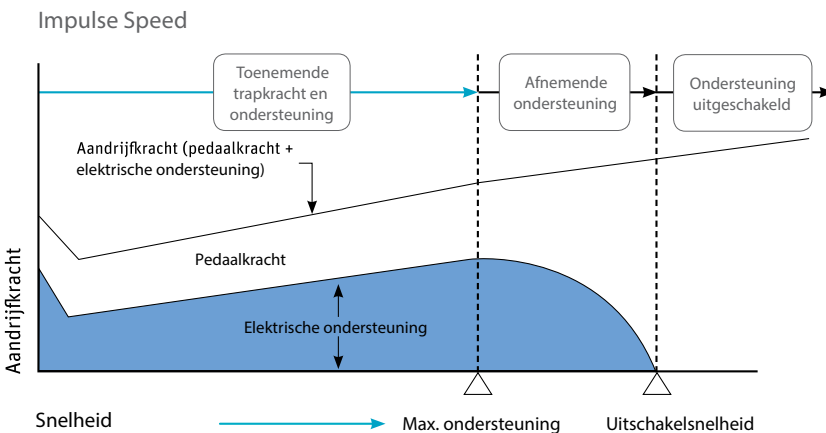 Impulse Speed
Toenemende
trapkracht en
ondersteuning
Afnemende
ondersteuning
Ondersteuning
uitgeschakeld
Aandrijfkracht (pedaalkracht +
elektrische ondersteuning)
Pedaalkracht
Elektrische ondersteuning
Aandrijfkracht
Snelheid
Max. ondersteuning
Uitschakelsnelheid